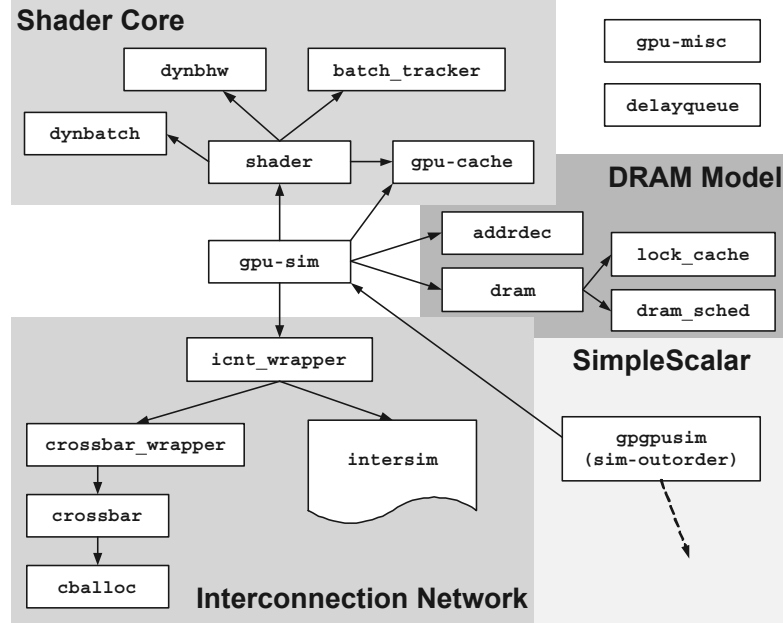 Shader Core
gpu-misc
dynbhw
batch_tracker
delayqueue
dynbatch
shader
gpu-cache
DRAM Model
addrdec
gpu-sim
lock_cache
dram
dram_sched
icnt_wrapper
SimpleScalar
crossbar_wrapper
intersim
gpgpusim
(sim-outorder)
crossbar
cballoc
Interconnection Network